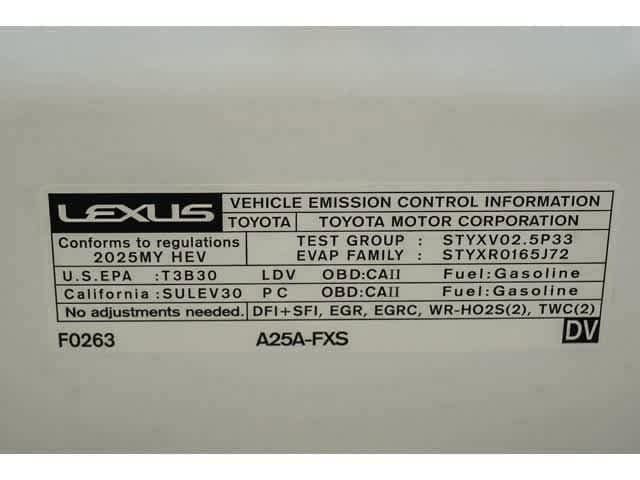 LEXUS VEHICLE EMISSION CONTROL INFORMATION
TOYOTA TOYOTA MOTOR CORPORATION
Conforms to regulations TEST GROUP : STYXV02.5P33
2025MY HEV EVAP FAMILY : STYXR0165J72
U.S.EPA :T3B30 LDV OBD:CAII Fuel:Gasoline
California:SULEV30 PC OBD:CAII Fuel:Gasoline
No adjustments needed. DFI+SFI, EGR, EGRC, WR-HO2S(2), TWC(2)
F0263 A25A-FXS DV